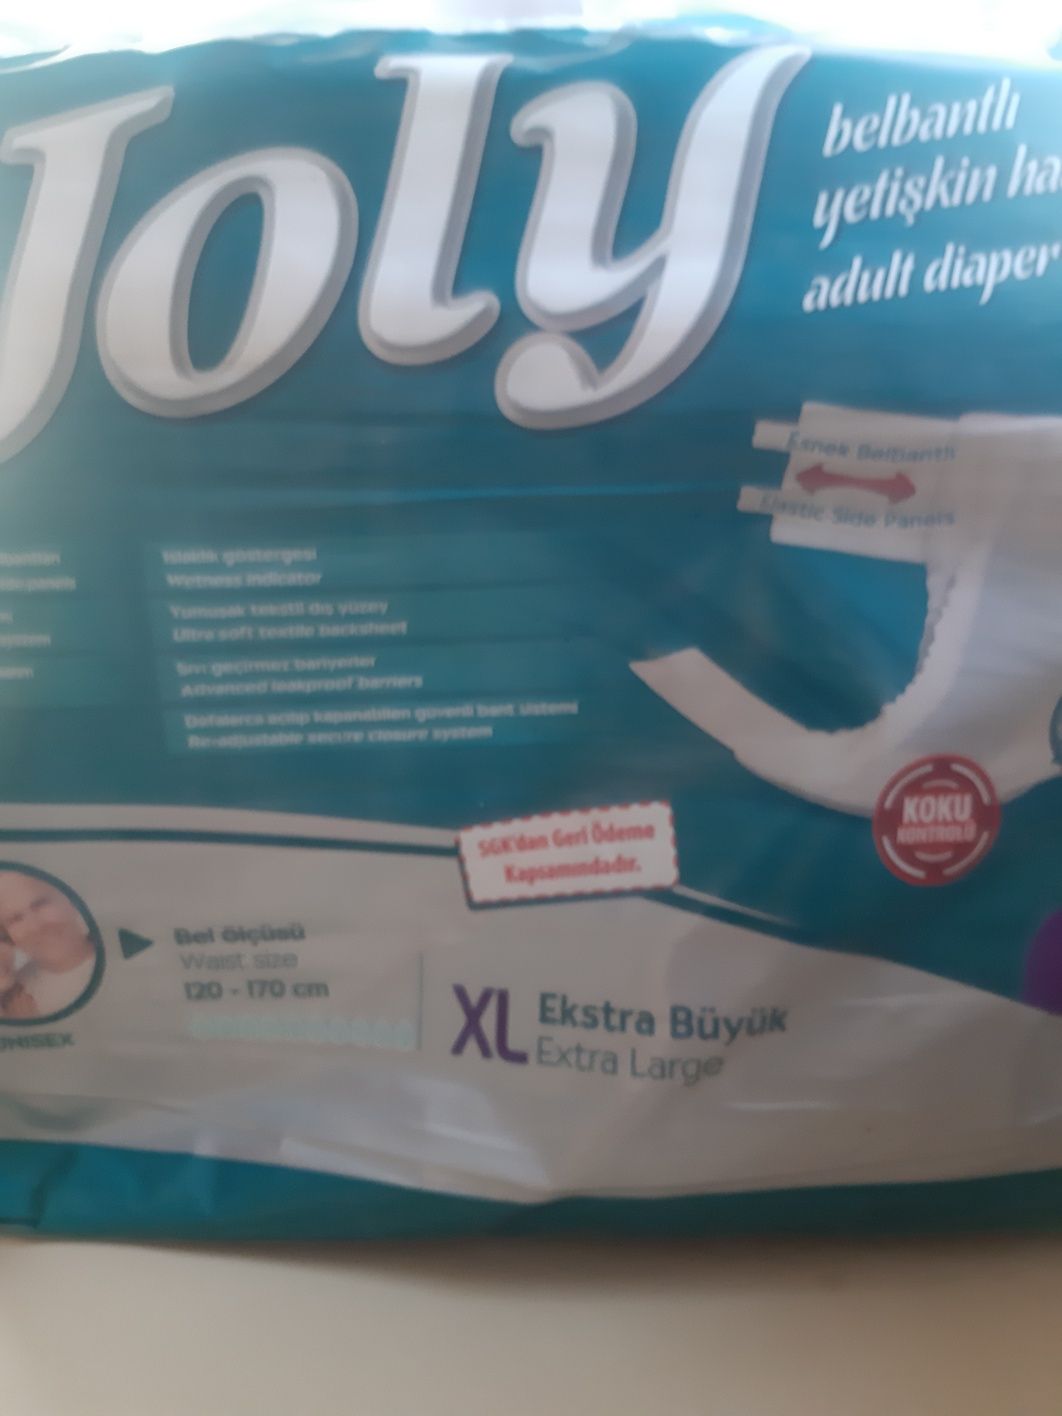 Joly
belbantlı
yetişkin ha
adult diaper
Esnek Belbantlı
Elastic Side Panels
Islaklık göstergesi
Wetness indicator
Yumuşak tekstil dış yüzey
Ultra soft textile backsheet
Sıvı geçirmez bariyerler
Advanced leakproof barriers
Defalarca açılıp kapanabilen güvenli bant sistemi
Re-adjustable secure closure system
KOKU
KONTROLÜ
SGK'dan Geri Ödeme
Kapsamındadır.
Bel ölçüsü
Waist size
120 - 170 cm
UNISEX
XL Ekstra Büyük
Extra Large